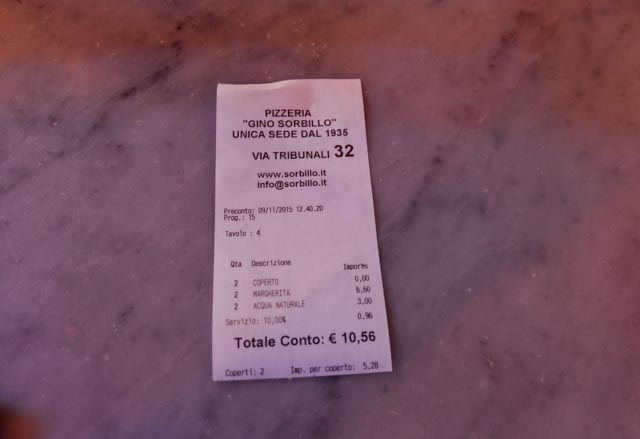 PIZZERIA
"GINO SORBILLO"
UNICA SEDE DAL 1935
VIA TRIBUNALI 32
www.sorbillo.it
info@sorbillo.it
Preconto: 09/11/2015 12.40.20
Prog.: 15
Tavolo : 4
Qta Descrizione Importo
2 COPERTO 0,00
2 MARGHERITA 6,60
2 ACQUA NATURALE 3,00
Servizio: 10,00% 0,96
Totale Conto: € 10,56
Coperti: 2 Imp. per coperto: 5,28